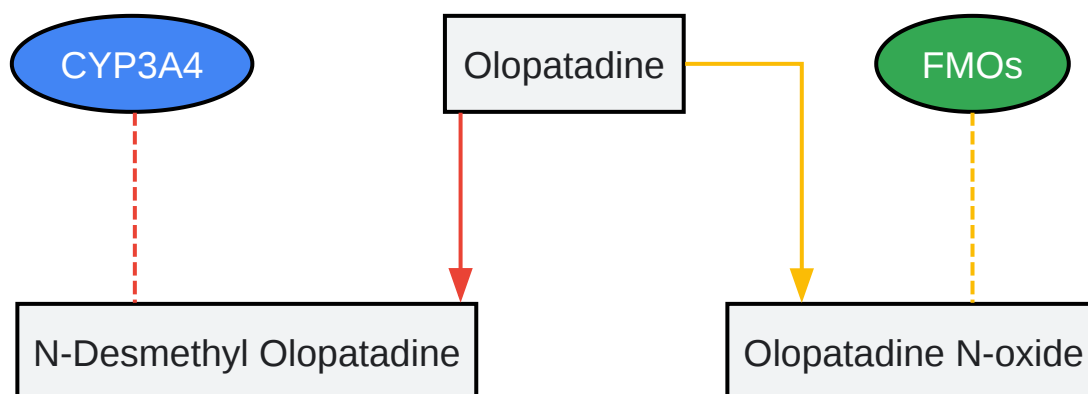 CYP3A4
Olopatadine
FMOs
N-Desmethyl Olopatadine
Olopatadine N-oxide